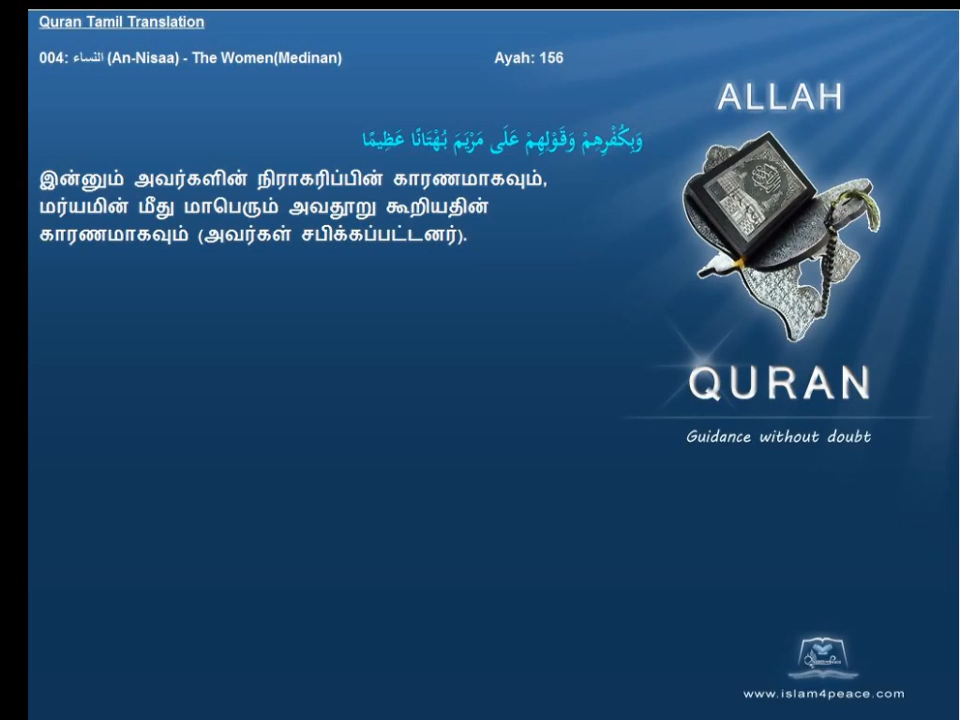 Quran Tamil Translation
004: النساء (An-Nisaa) - The Women(Medinan) Ayah: 156
ALLAH
وَبِكُفْرِهِمْ وَقَوْلِهِمْ عَلَى مَرْيَمَ بُهْتَانًا عَظِيمًا
இன்னும் அவர்களின் நிராகரிப்பின் காரணமாகவும்,
மர்யமின் மீது மாபெரும் அவதூறு கூறியதின்
காரணமாகவும் (அவர்கள் சபிக்கப்பட்டனர்).
QURAN
Guidance without doubt
www.islam4peace.com